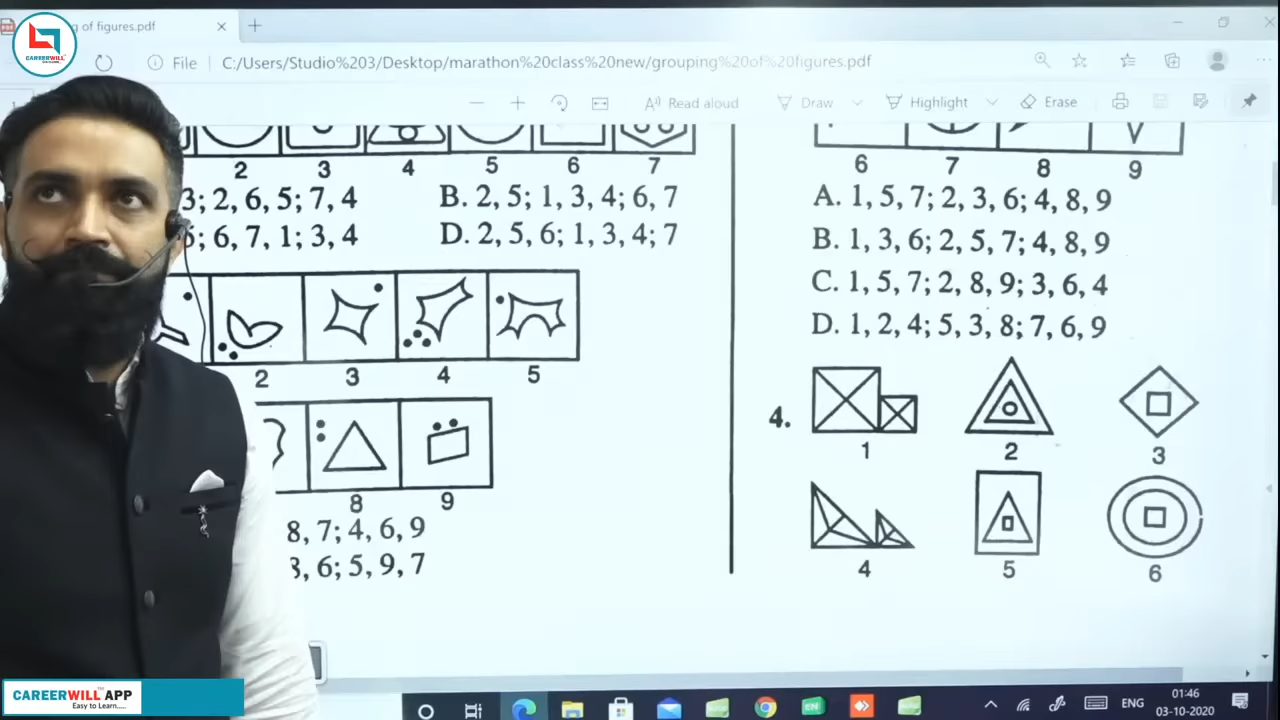 g of figures.pdf
CAREERWILL
File C:/Users/Studio%203/Desktop/marathon%20class%20new/grouping%20of%20figures.pdf
Read aloud Draw Highlight Erase
2 3 4 5 6 7
3; 2, 6, 5; 7, 4 B. 2, 5; 1, 3, 4; 6, 7
; 6, 7, 1; 3, 4 D. 2, 5, 6; 1, 3, 4; 7
2 3 4 5
8 9
8, 7; 4, 6, 9
3, 6; 5, 9, 7
6 7 8 9
A. 1, 5, 7; 2, 3, 6; 4, 8, 9
B. 1, 3, 6; 2, 5, 7; 4, 8, 9
C. 1, 5, 7; 2, 8, 9; 3, 6, 4
D. 1, 2, 4; 5, 3, 8; 7, 6, 9
4.
1 2 3
4 5 6
CAREERWILL APP
Easy to Learn.....
ENG
01:46
03-10-2020